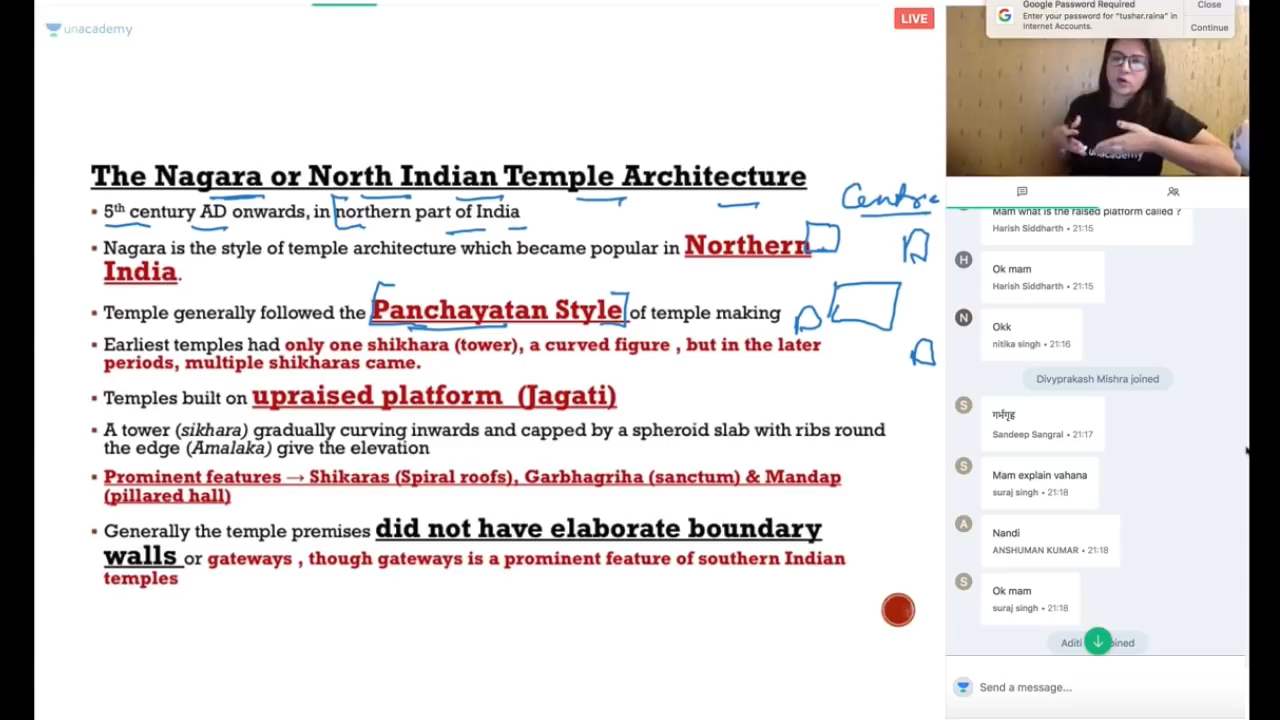 unacademy
LIVE
The Nagara or North Indian Temple Architecture
▪ 5th century AD onwards, in northern part of India
▪ Nagara is the style of temple architecture which became popular in Northern
India.
▪ Temple generally followed the Panchayatan Style of temple making
▪ Earliest temples had only one shikhara (tower), a curved figure , but in the later
periods, multiple shikharas came.
▪ Temples built on upraised platform (Jagati)
▪ A tower (sikhara) gradually curving inwards and capped by a spheroid slab with ribs round
the edge (Amalaka) give the elevation
▪ Prominent features → Shikaras (Spiral roofs), Garbhagriha (sanctum) & Mandap
(pillared hall)
▪ Generally the temple premises did not have elaborate boundary
walls or gateways , though gateways is a prominent feature of southern Indian
temples
Centre
Google Password Required
Enter your password for "tushar.raina" in
Internet Accounts.
Close
Continue
unacademy
Mam what is the raised platform called ?
Harish Siddharth • 21:15
H
Ok mam
Harish Siddharth • 21:15
N
Okk
nitika singh • 21:16
Divyprakash Mishra joined
S
गर्भगृह
Sandeep Sangral • 21:17
S
Mam explain vahana
suraj singh • 21:18
A
Nandi
ANSHUMAN KUMAR • 21:18
S
Ok mam
suraj singh • 21:18
Aditi
Send a message...